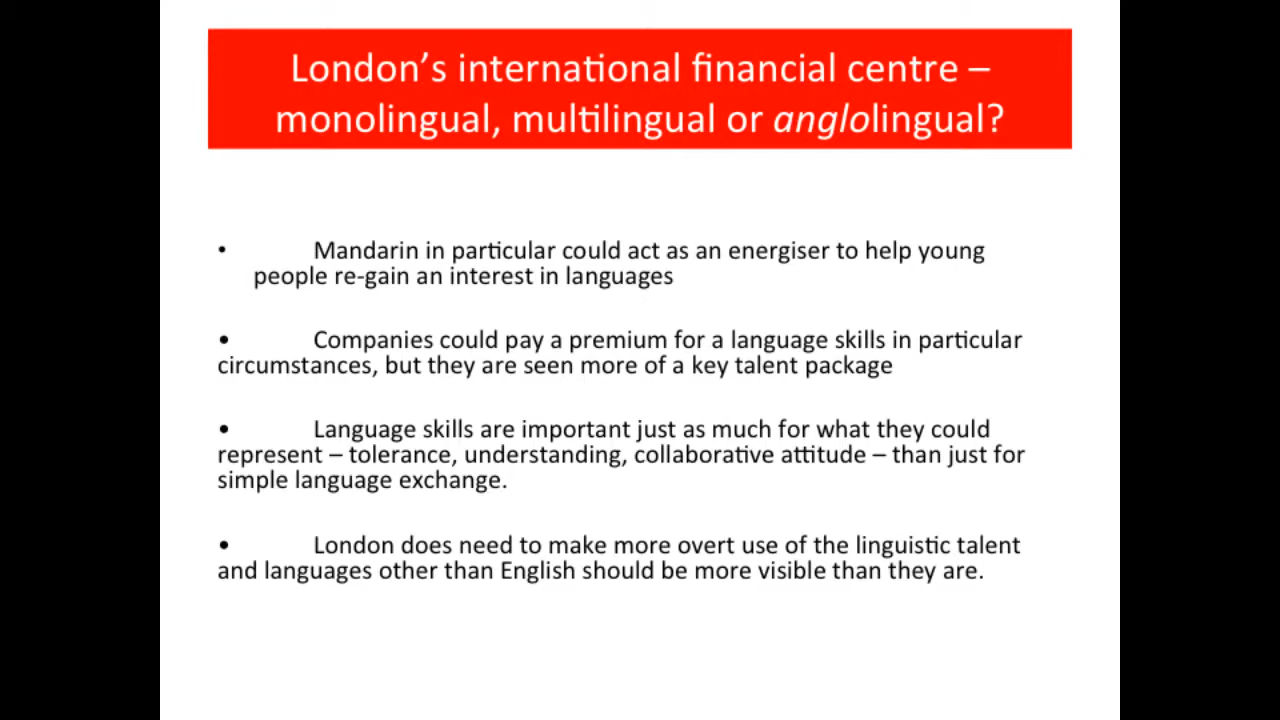 London’s international financial centre –
monolingual, multilingual or anglolingual?
• Mandarin in particular could act as an energiser to help young
people re-gain an interest in languages
• Companies could pay a premium for a language skills in particular
circumstances, but they are seen more of a key talent package
• Language skills are important just as much for what they could
represent – tolerance, understanding, collaborative attitude – than just for
simple language exchange.
• London does need to make more overt use of the linguistic talent
and languages other than English should be more visible than they are.